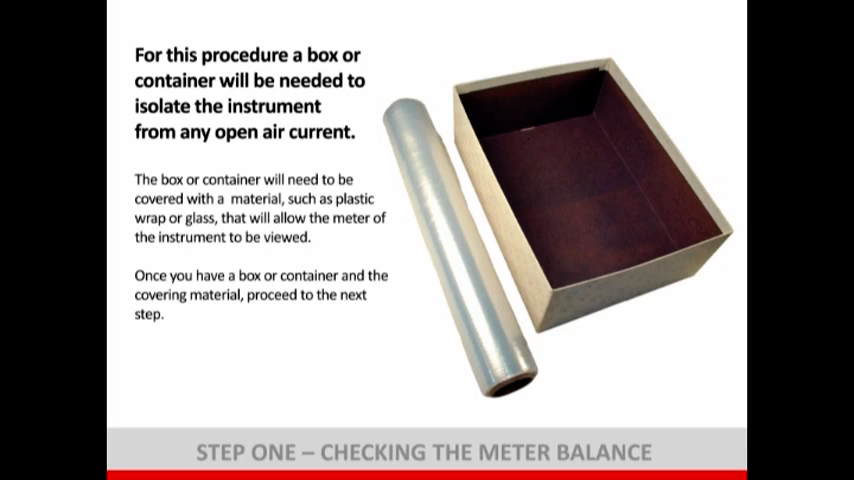 For this procedure a box or
container will be needed to
isolate the instrument
from any open air current.
The box or container will need to be
covered with a material, such as plastic
wrap or glass, that will allow the meter of
the instrument to be viewed.
Once you have a box or container and the
covering material, proceed to the next
step.
STEP ONE – CHECKING THE METER BALANCE